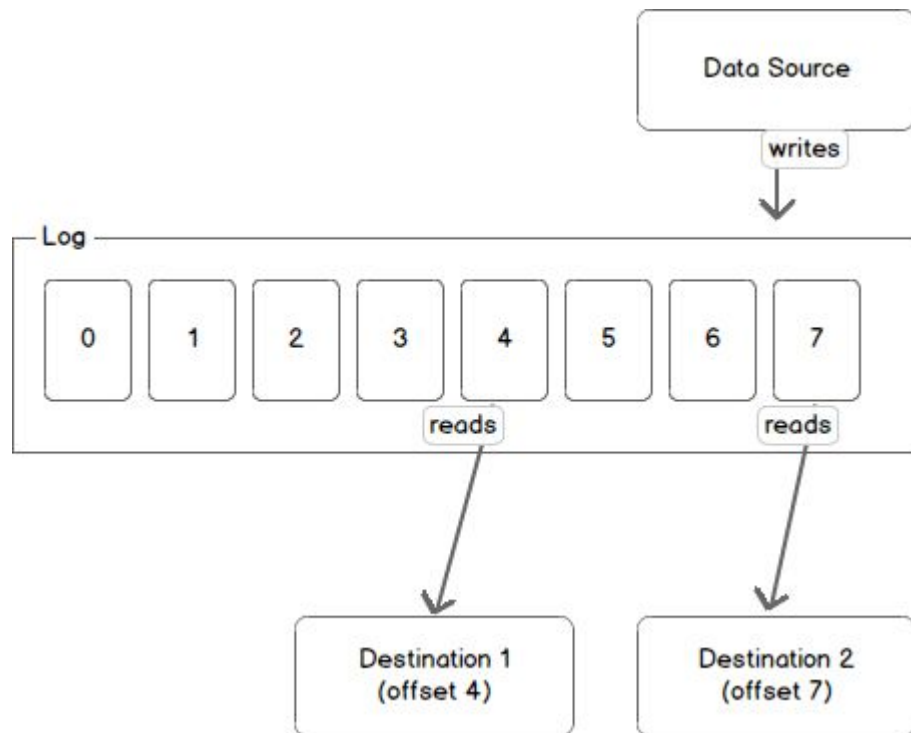 Data Source
writes
Log
0 1 2 3 4 5 6 7
reads reads
Destination 1
(offset 4)
Destination 2
(offset 7)